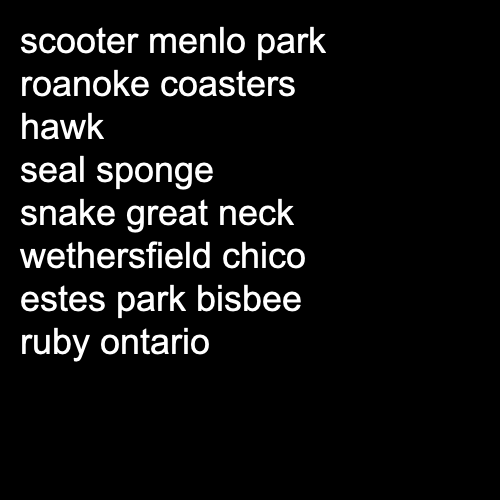 scooter menlo park
roanoke coasters
hawk
seal sponge
snake great neck
wethersfield chico
estes park bisbee
ruby ontario